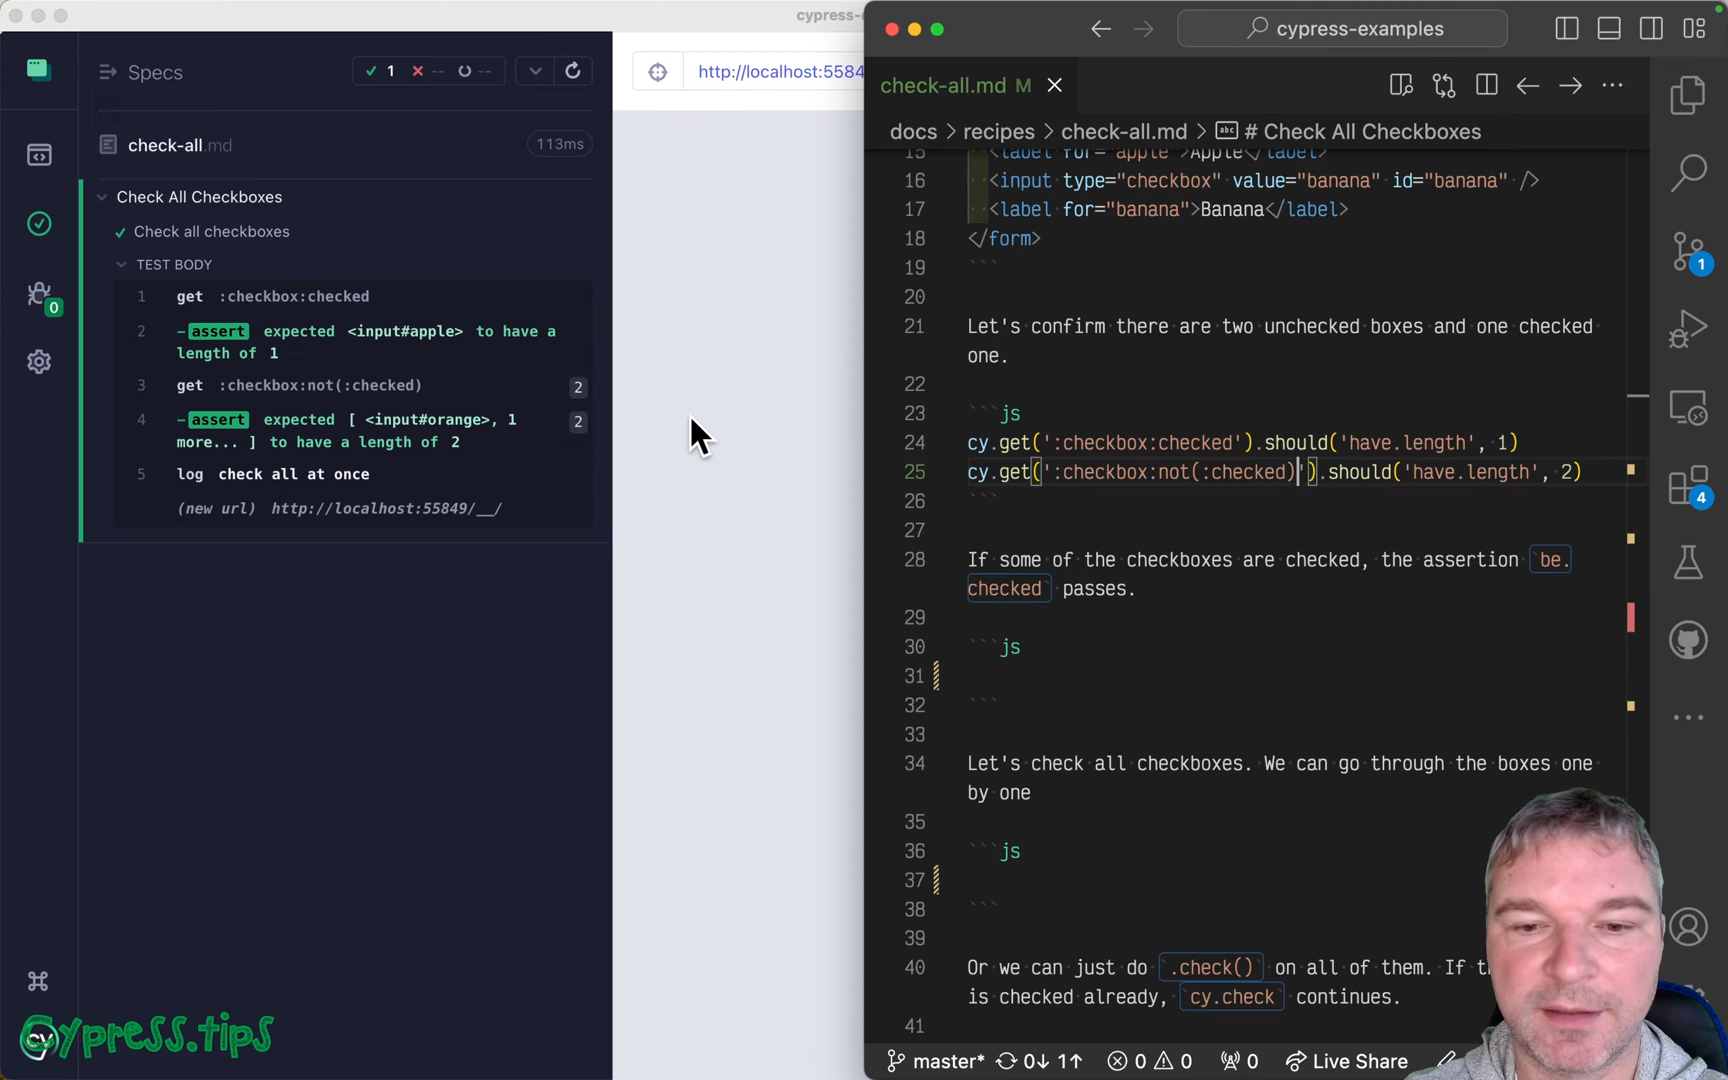 cypress-
Specs
1 -- --
check-all.md
113ms
Check All Checkboxes
Check all checkboxes
TEST BODY
1 get :checkbox:checked
2 -assert expected <input#apple> to have a
length of 1
3 get :checkbox:not(:checked) 2
4 -assert expected [ <input#orange>, 1 2
more... ] to have a length of 2
5 log check all at once
(new url) http://localhost:55849/__/
0
Cypress.tips
http://localhost:5584
cypress-examples
check-all.md M
docs > recipes > check-all.md > # Check All Checkboxes
15 <label for="apple">Apple</label>
16 <input type="checkbox" value="banana" id="banana" />
17 <label for="banana">Banana</label>
18 </form>
19 ```
20
21 Let's confirm there are two unchecked boxes and one checked
one.
22
23 ```js
24 cy.get(':checkbox:checked').should('have.length', 1)
25 cy.get(':checkbox:not(:checked)').should('have.length', 2)
26 ```
27
28 If some of the checkboxes are checked, the assertion `be.
checked` passes.
29
30 ```js
31
32 ```
33
34 Let's check all checkboxes. We can go through the boxes one
by one
35
36 ```js
37
38 ```
39
40 Or we can just do `.check()` on all of them. If
is checked already, `cy.check` continues.
41
1
4
master* 0↓ 1↑ 0 0 0 Live Share